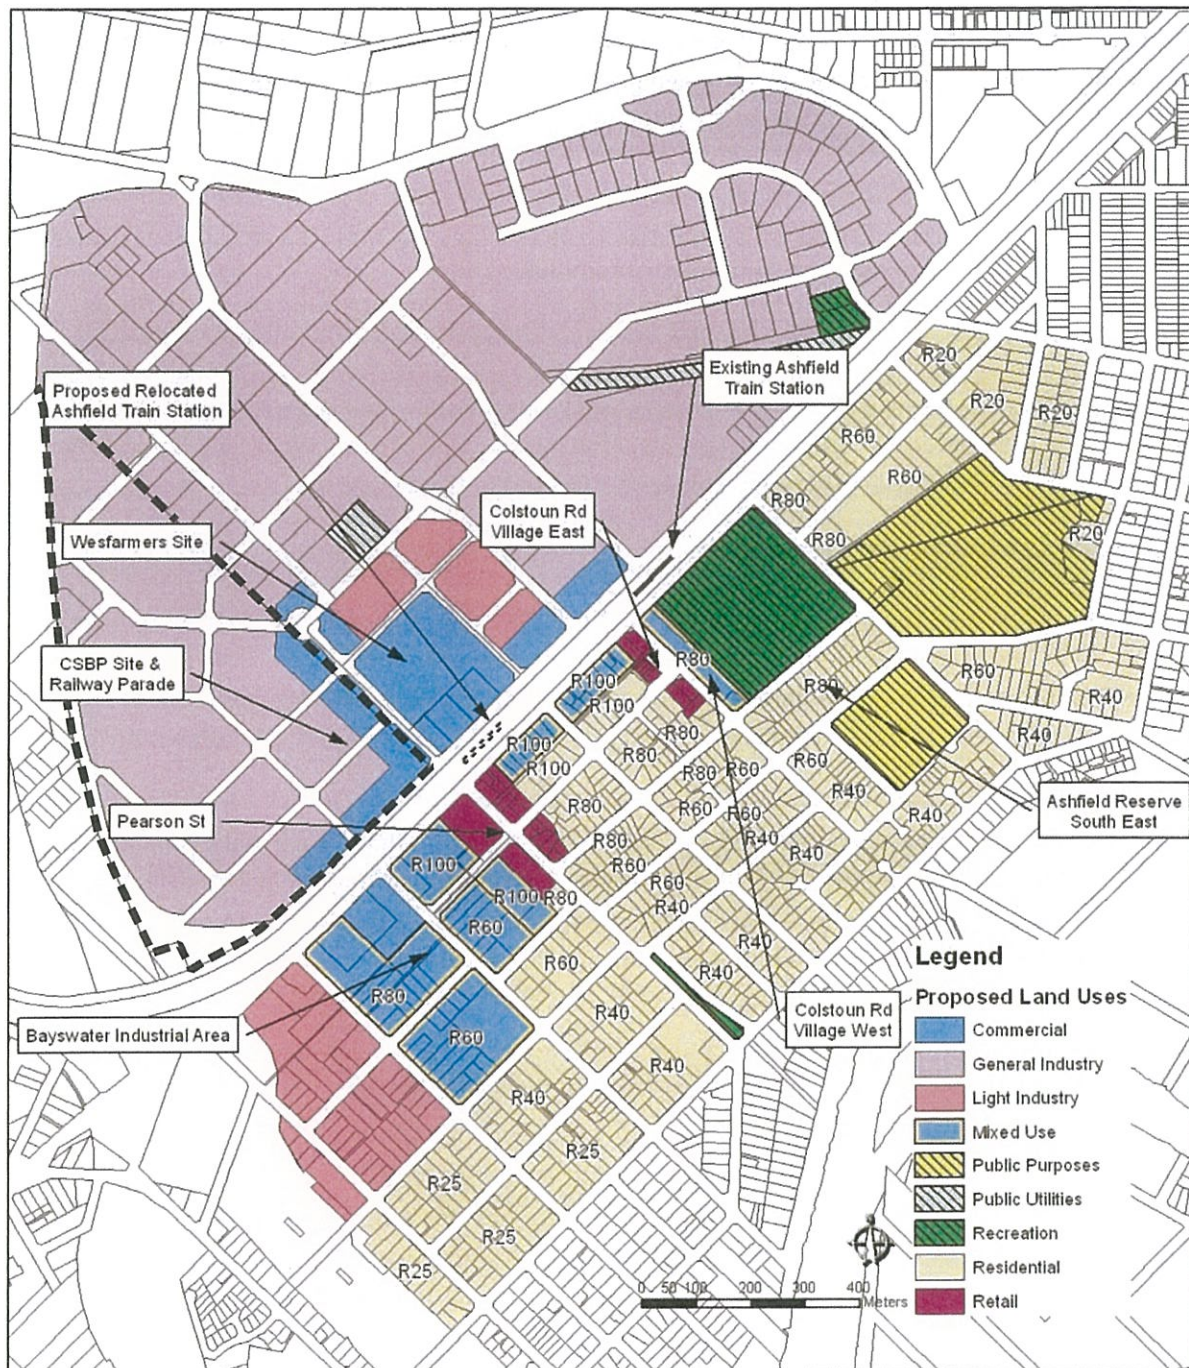 R20
R20
R20
R60
R60
R80
R80
R20
Existing Ashfield
Train Station
Proposed Relocated
Ashfield Train Station
Colstoun Rd
Village East
Wesfarmers Site
CSBP Site &
Railway Parade
R80
R80
R60
R40
R40
R100
R100
R100
R100
R80
R80
R80
R60
R60
R60
R60
R40
R40
R40
R40
R80
R80
R60
R60
R40
Pearson St
Ashfield Reserve
South East
R100
R100
R80
R60
R60
R40
R40
R80
R60
R40
R40
Colstoun Rd
Village West
Bayswater Industrial Area
R40
R25
R25
R25
R25
Legend
Proposed Land Uses
Commercial
General Industry
Light Industry
Mixed Use
Public Purposes
Public Utilities
Recreation
Residential
Retail
0 50 100 200 300 400
Meters